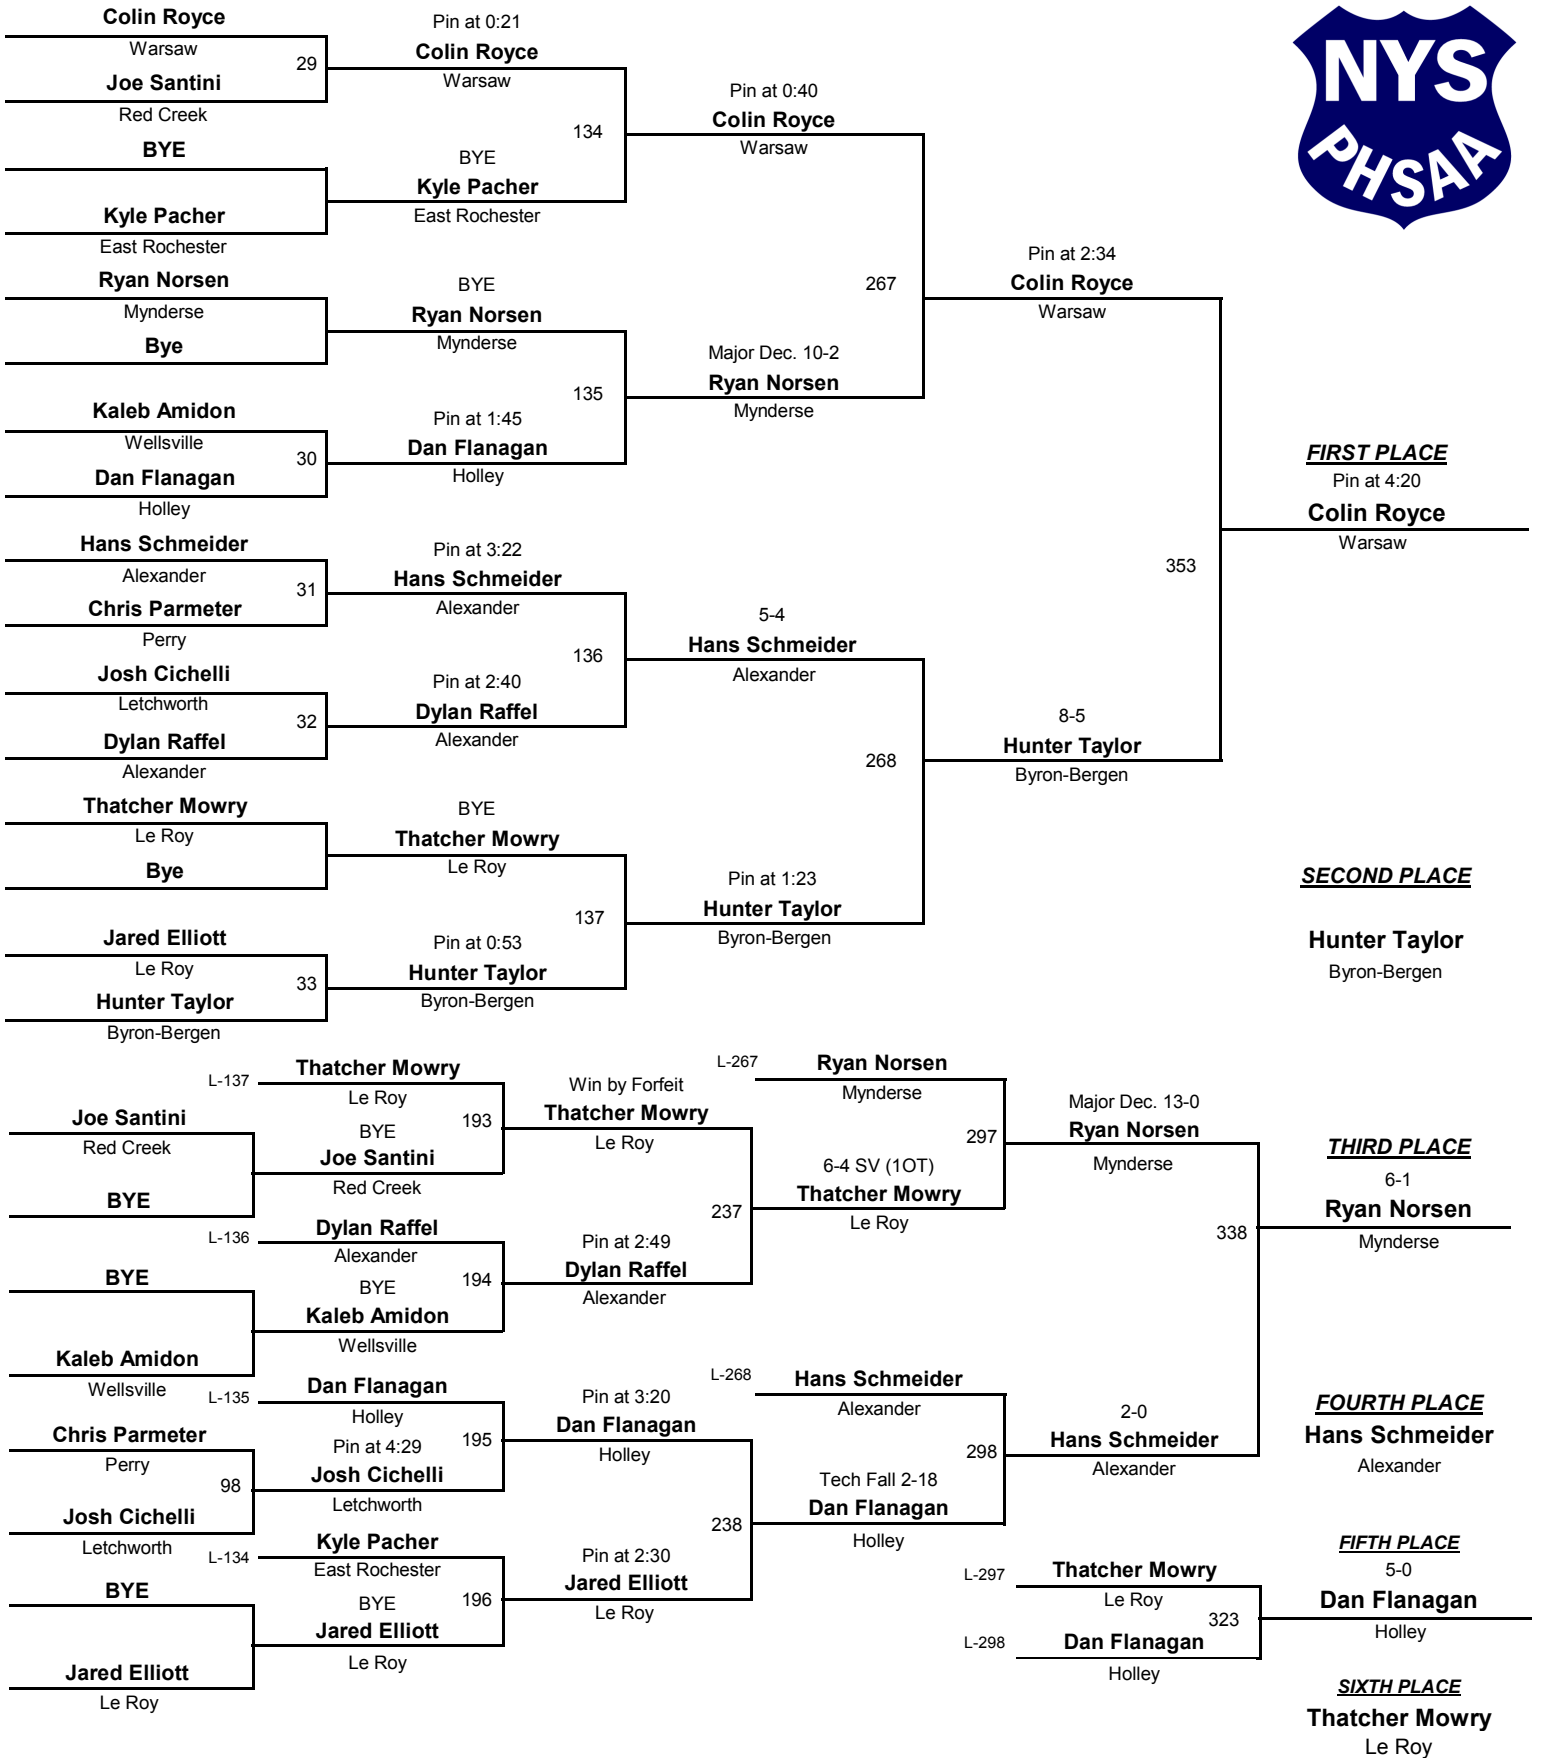 Colin Royce
Warsaw
29
Joe Santini
Red Creek
BYE
Kyle Pacher
East Rochester
Ryan Norsen
Mynderse
Bye
Kaleb Amidon
Wellsville
30
Dan Flanagan
Holley
Hans Schmeider
Alexander
31
Chris Parmeter
Perry
Josh Cichelli
Letchworth
32
Dylan Raffel
Alexander
Thatcher Mowry
Le Roy
Bye
Jared Elliott
Le Roy
33
Hunter Taylor
Byron-Bergen
Pin at 0:21
Colin Royce
Warsaw
134
BYE
Kyle Pacher
East Rochester
BYE
Ryan Norsen
Mynderse
135
Pin at 1:45
Dan Flanagan
Holley
Pin at 3:22
Hans Schmeider
Alexander
136
Pin at 2:40
Dylan Raffel
Alexander
BYE
Thatcher Mowry
Le Roy
137
Pin at 0:53
Hunter Taylor
Byron-Bergen
Pin at 0:40
Colin Royce
Warsaw
267
Major Dec. 10-2
Ryan Norsen
Mynderse
5-4
Hans Schmeider
Alexander
268
Pin at 1:23
Hunter Taylor
Byron-Bergen
Pin at 2:34
Colin Royce
Warsaw
353
8-5
Hunter Taylor
Byron-Bergen
NYS
PHSAA
FIRST PLACE
Pin at 4:20
Colin Royce
Warsaw
SECOND PLACE
Hunter Taylor
Byron-Bergen
Joe Santini
Red Creek
BYE
BYE
Kaleb Amidon
Wellsville
Chris Parmeter
Perry
98
Josh Cichelli
Letchworth
BYE
Jared Elliott
Le Roy
L-137
Thatcher Mowry
Le Roy
193
BYE
Joe Santini
Red Creek
L-136
Dylan Raffel
Alexander
194
BYE
Kaleb Amidon
Wellsville
L-135
Dan Flanagan
Holley
195
Pin at 4:29
Josh Cichelli
Letchworth
L-134
Kyle Pacher
East Rochester
196
BYE
Jared Elliott
Le Roy
Win by Forfeit
Thatcher Mowry
Le Roy
237
Pin at 2:49
Dylan Raffel
Alexander
Pin at 3:20
Dan Flanagan
Holley
238
Pin at 2:30
Jared Elliott
Le Roy
L-267
Ryan Norsen
Mynderse
297
6-4 SV (1OT)
Thatcher Mowry
Le Roy
L-268
Hans Schmeider
Alexander
298
Tech Fall 2-18
Dan Flanagan
Holley
Major Dec. 13-0
Ryan Norsen
Mynderse
338
2-0
Hans Schmeider
Alexander
L-297
Thatcher Mowry
Le Roy
323
L-298
Dan Flanagan
Holley
THIRD PLACE
6-1
Ryan Norsen
Mynderse
FOURTH PLACE
Hans Schmeider
Alexander
FIFTH PLACE
5-0
Dan Flanagan
Holley
SIXTH PLACE
Thatcher Mowry
Le Roy